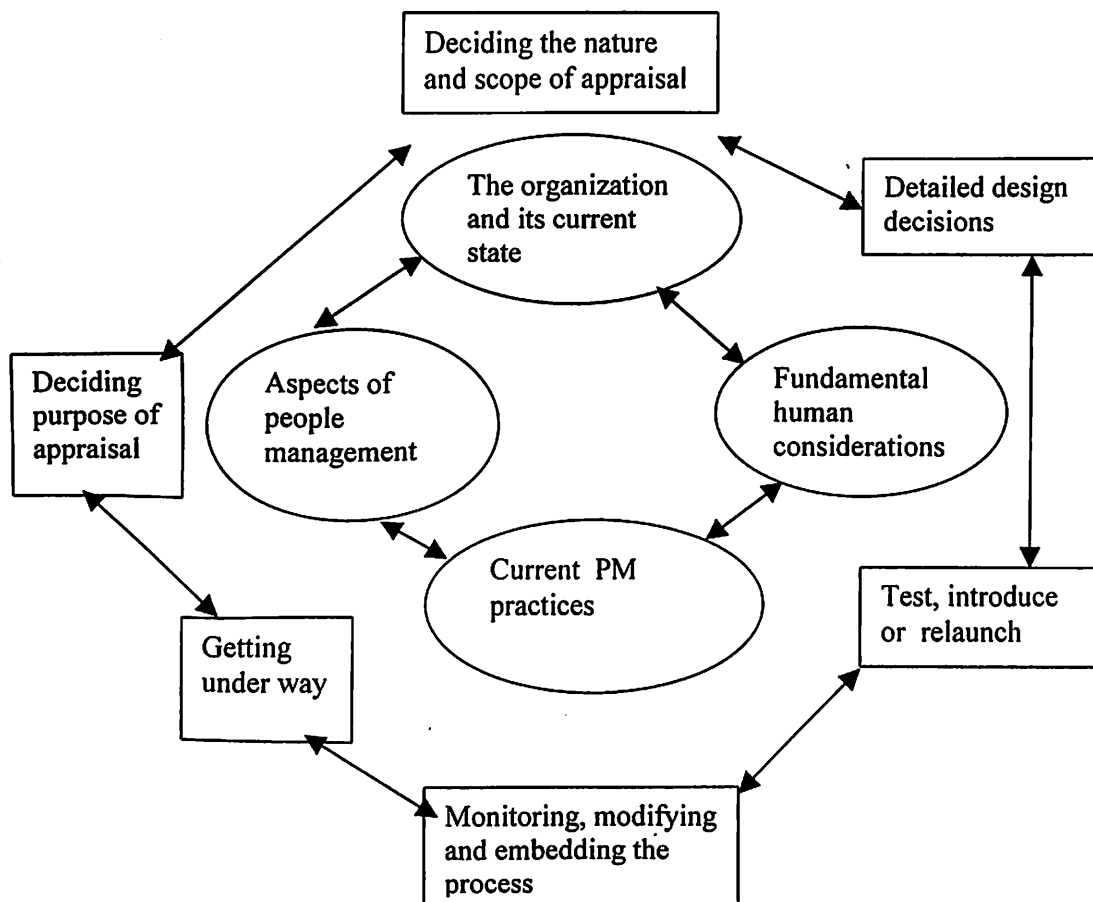 Deciding the nature
and scope of appraisal
The organization
and its current
state
Detailed design
decisions
Deciding
purpose of
appraisal
Aspects of
people
management
Fundamental
human
considerations
Current PM
practices
Test, introduce
or relaunch
Getting
under way
Monitoring, modifying
and embedding the
process